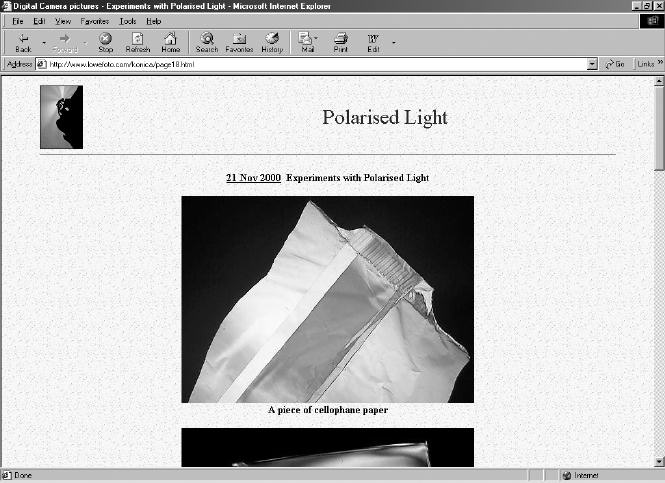 Digital Camera pictures - Experiments with Polarised Light - Microsoft Internet Explorer
File Edit View Favorites Tools Help
Back Forward Stop Refresh Home Search Favorites History Mail Print Edit
Address http://www.lowefoto.com/konica/page18.html Go Links »
Polarised Light
21 Nov 2000 Experiments with Polarised Light
A piece of cellophane paper
Done Internet